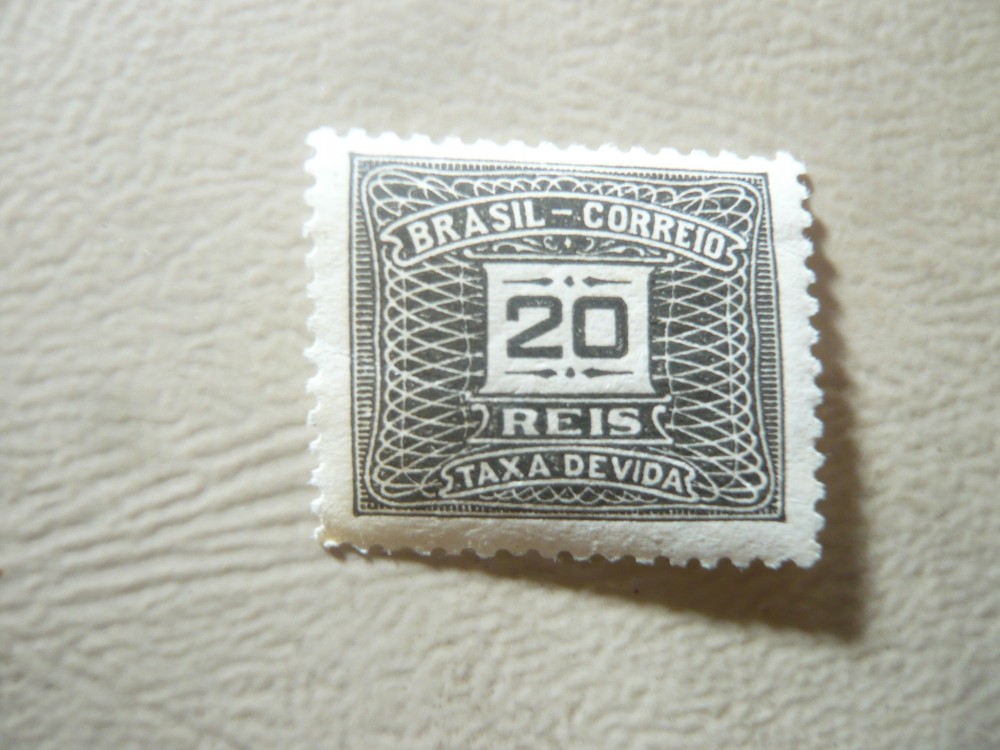 BRASIL - CORREIO
20
REIS
TAXA DEVIDA